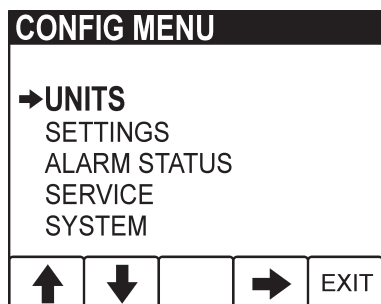 CONFIG MENU
UNITS
SETTINGS
ALARM STATUS
SERVICE
SYSTEM
EXIT